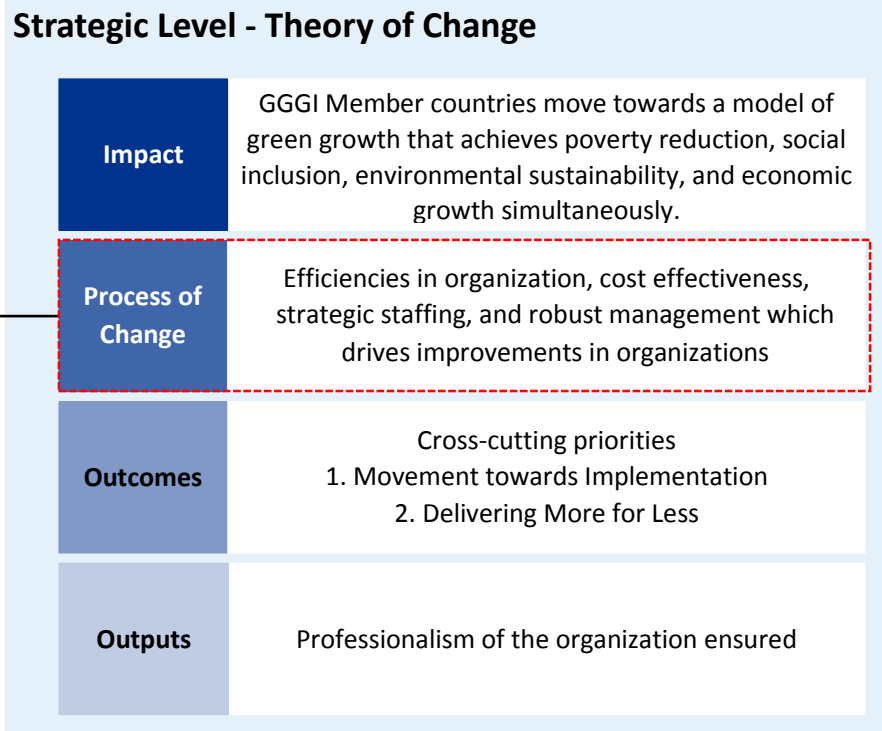 Strategic Level - Theory of Change
Impact
GGGI Member countries move towards a model of
green growth that achieves poverty reduction, social
inclusion, environmental sustainability, and economic
growth simultaneously.
Process of
Change
Efficiencies in organization, cost effectiveness,
strategic staffing, and robust management which
drives improvements in organizations
Outcomes
Cross-cutting priorities
1. Movement towards Implementation
2. Delivering More for Less
Outputs
Professionalism of the organization ensured